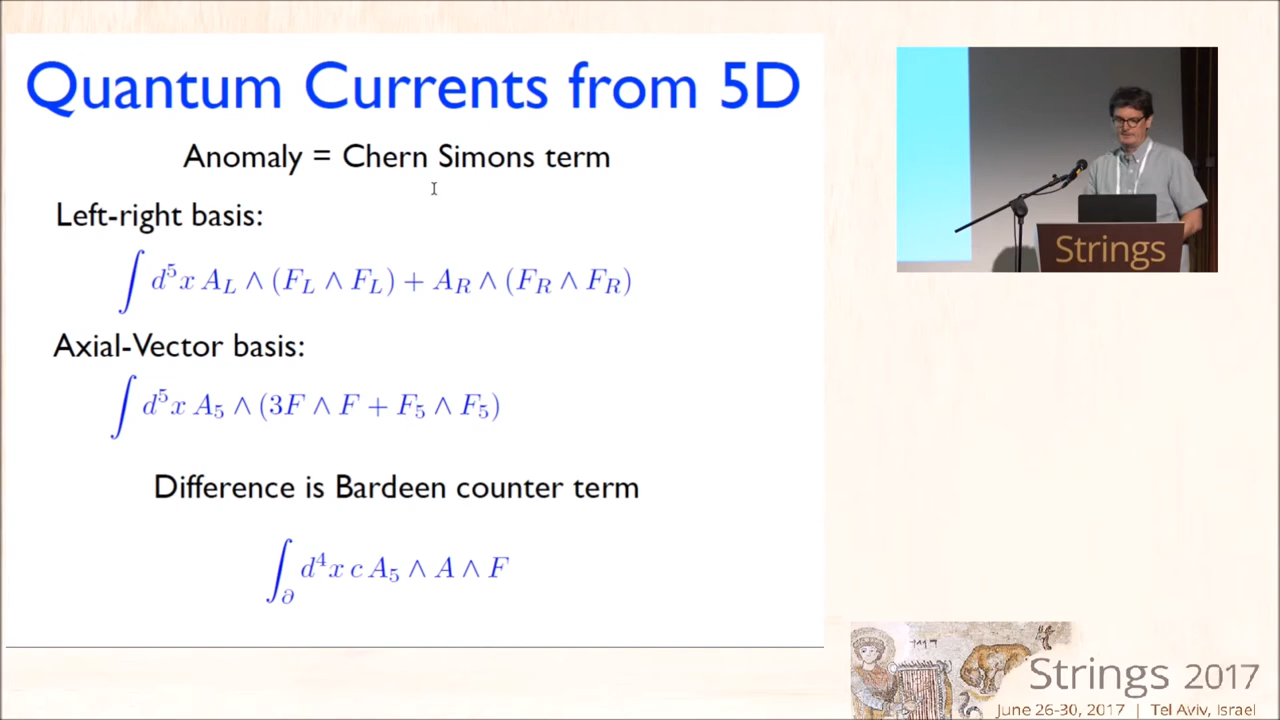 Quantum Currents from 5D
Anomaly = Chern Simons term
Left-right basis:
∫ d⁵x A_L ∧ (F_L ∧ F_L) + A_R ∧ (F_R ∧ F_R)
Axial-Vector basis:
∫ d⁵x A₅ ∧ (3F ∧ F + F₅ ∧ F₅)
Difference is Bardeen counter term
∫_∂ d⁴x c A₅ ∧ A ∧ F
Strings
Strings 2017
June 26-30, 2017 | Tel Aviv, Israel